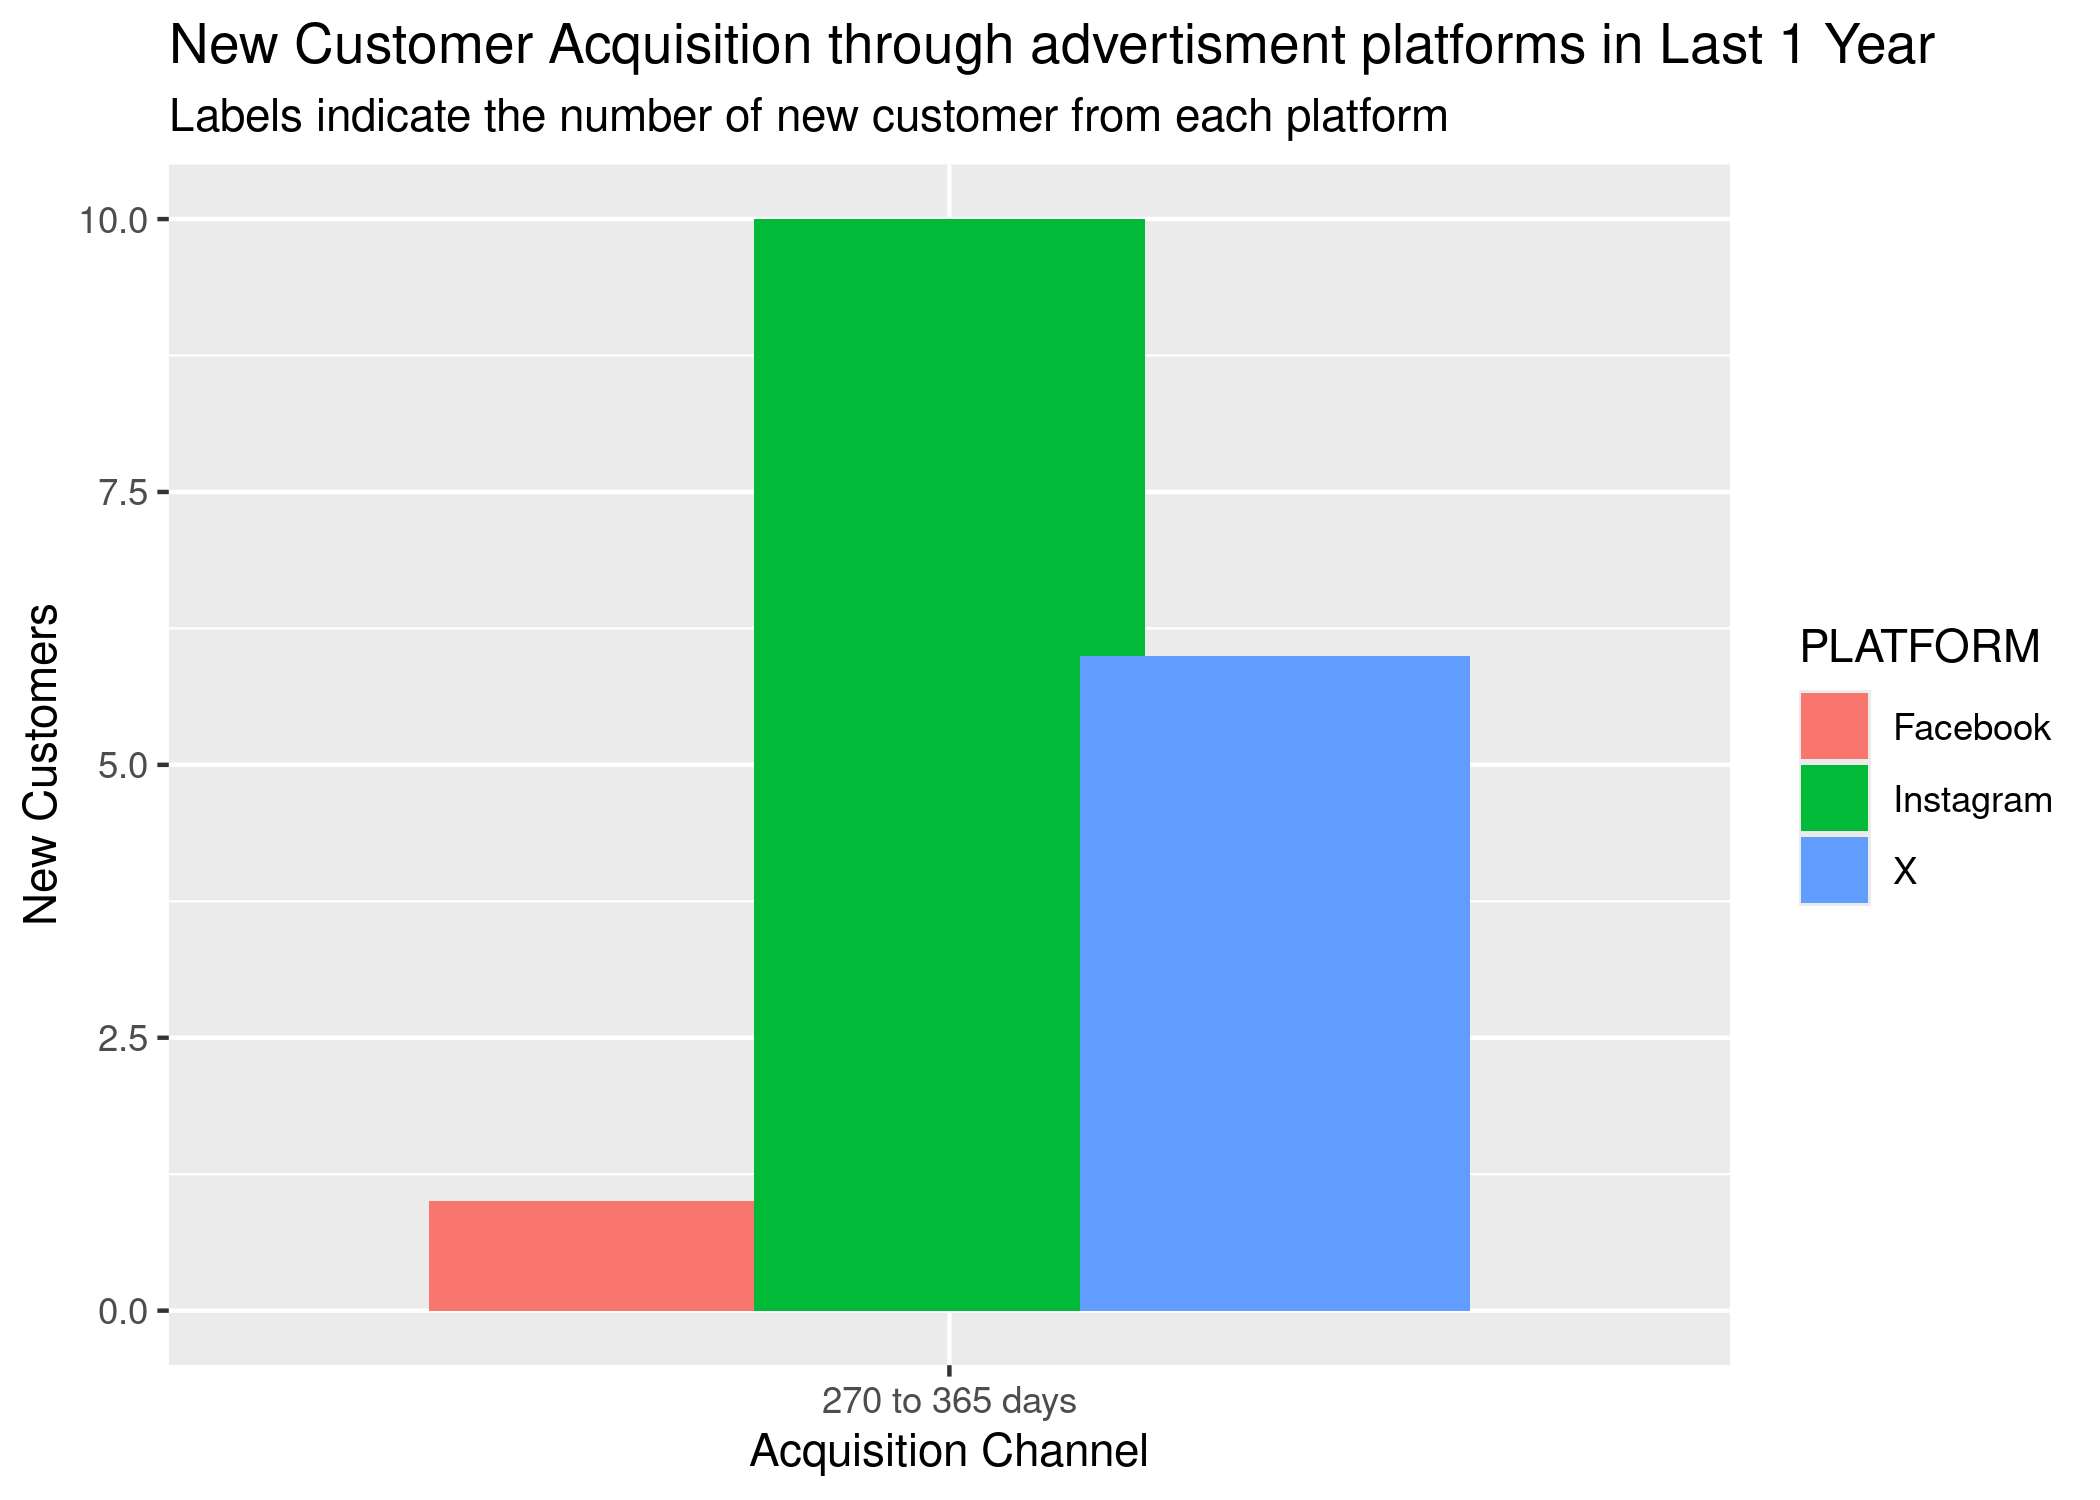 New Customer Acquisition through advertisment platforms in Last 1 Year
Labels indicate the number of new customer from each platform
10.0
7.5
5.0
2.5
0.0
New Customers
270 to 365 days
Acquisition Channel
PLATFORM
Facebook
Instagram
X